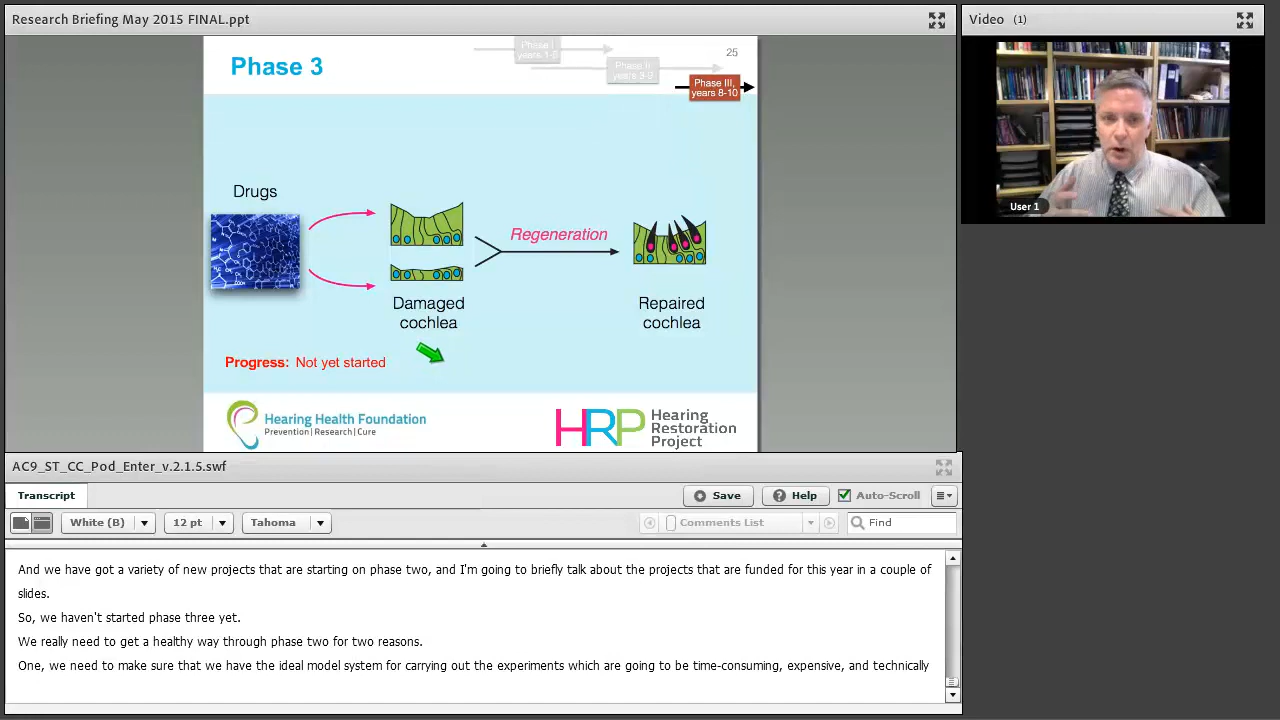 Research Briefing May 2015 FINAL.ppt
Video (1)
Phase 3
Phase I
years 1-5
Phase II
25
Phase III,
years 8-10
Drugs
Regeneration
Damaged
cochlea
Repaired
cochlea
Progress: Not yet started
Hearing Health Foundation
Prevention|Research|Cure
HRP
Hearing
Restoration
Project
User 1
AC9_ST_CC_Pod_Enter_v.2.1.5.swf
Transcript
Save
Help
Auto-Scroll
White (B)
12 pt
Tahoma
Comments List
Find
And we have got a variety of new projects that are starting on phase two, and I'm going to briefly talk about the projects that are funded for this year in a couple of
slides.
So, we haven't started phase three yet.
We really need to get a healthy way through phase two for two reasons.
One, we need to make sure that we have the ideal model system for carrying out the experiments which are going to be time-consuming, expensive, and technically